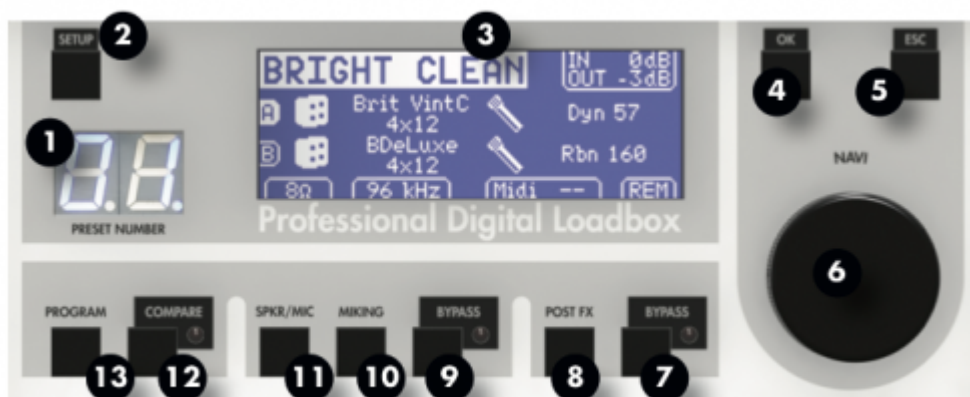 SETUP
2
3
OK
ESC
4
5
BRIGHT CLEAN
IN 0dB
OUT -3dB
A Brit VintC 4x12 Dyn 57
B BDeLuxe 4x12 Rbn 160
8Ω 96 kHz Midi -- REM
Professional Digital Loadbox
1
8.8.
PRESET NUMBER
NAVI
6
PROGRAM COMPARE SPKR/MIC MIKING BYPASS POST FX BYPASS
13 12 11 10 9 8 7